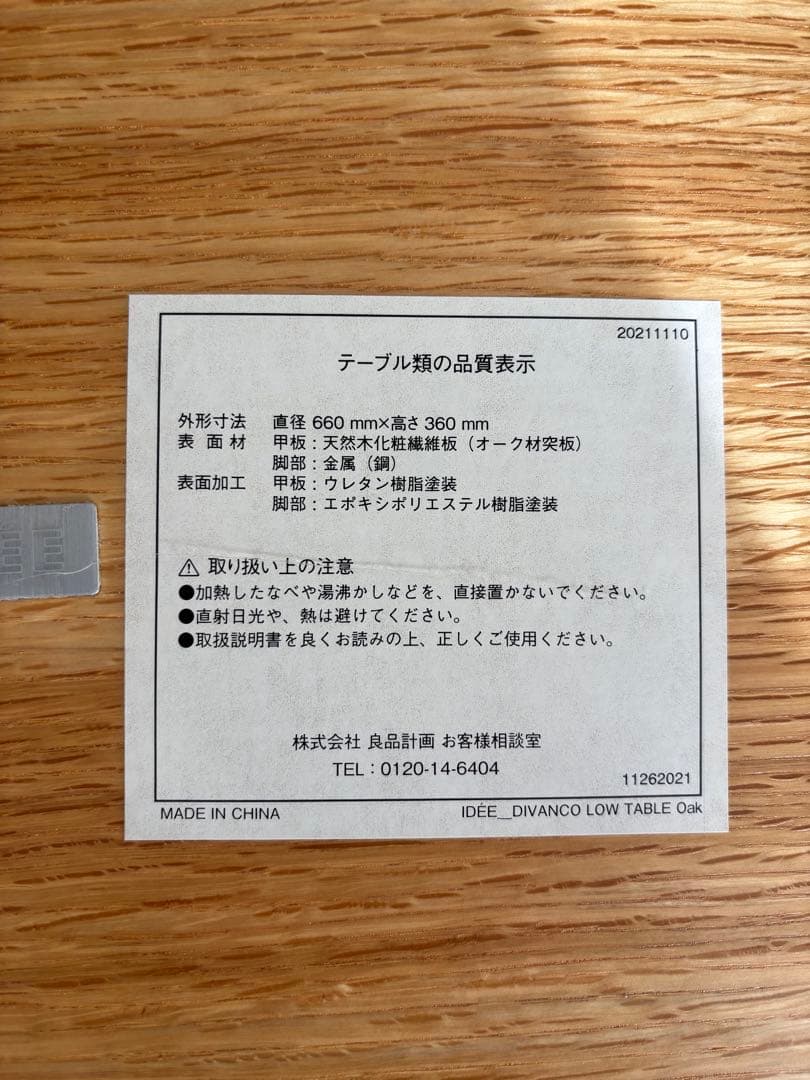 20211110
テーブル類の品質表示
外形寸法 直径 660 mm×高さ 360 mm
表面材 甲板：天然木化粧繊維板（オーク材突板）
脚部：金属（鋼）
表面加工 甲板：ウレタン樹脂塗装
脚部：エポキシポリエステル樹脂塗装
⚠ 取り扱い上の注意
●加熱したなべや湯沸かしなどを、直接置かないでください。
●直射日光や、熱は避けてください。
●取扱説明書を良くお読みの上、正しくご使用ください。
株式会社 良品計画 お客様相談室
TEL：0120-14-6404
11262021
MADE IN CHINA
IDÉE__DIVANCO LOW TABLE Oak